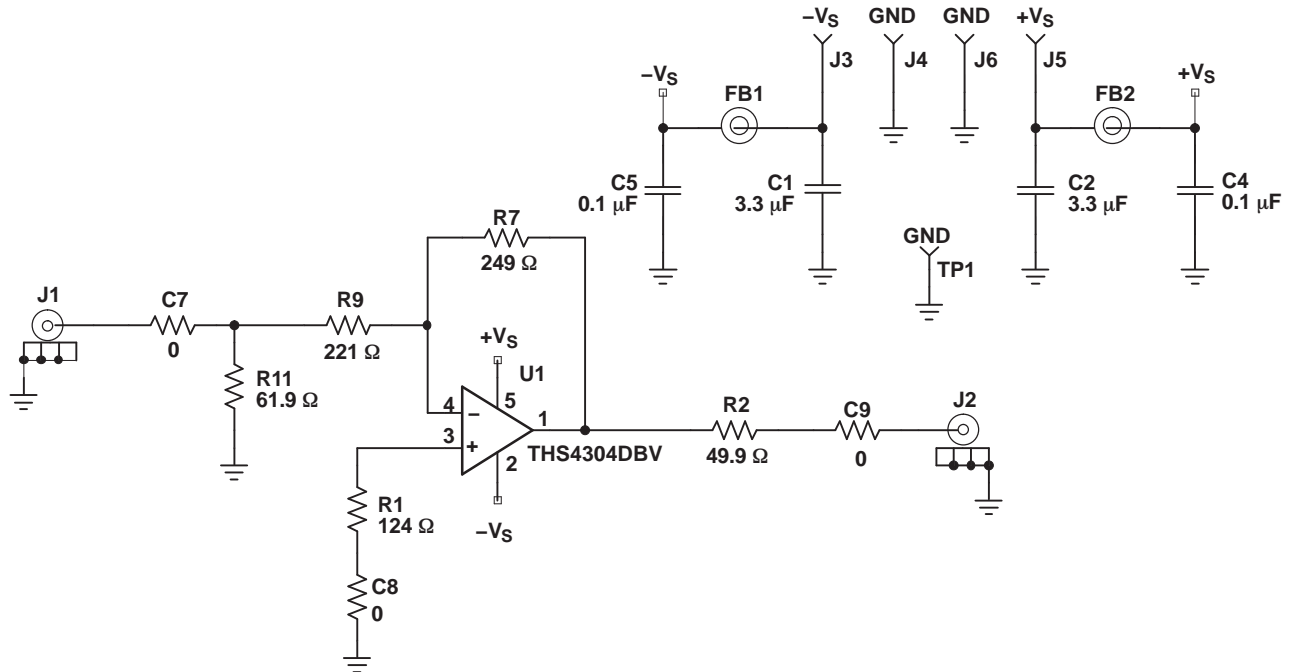 −VS GND GND +VS
J3 J4 J6 J5
−VS FB1 FB2 +VS
C5
0.1 μF
C1
3.3 μF
C2
3.3 μF
C4
0.1 μF
GND
TP1
R7
249 Ω
J1
C7
0
R9
221 Ω
R11
61.9 Ω
+VS
U1
5
4 −
3 +
1
2
THS4304DBV
−VS
R1
124 Ω
C8
0
R2
49.9 Ω
C9
0
J2